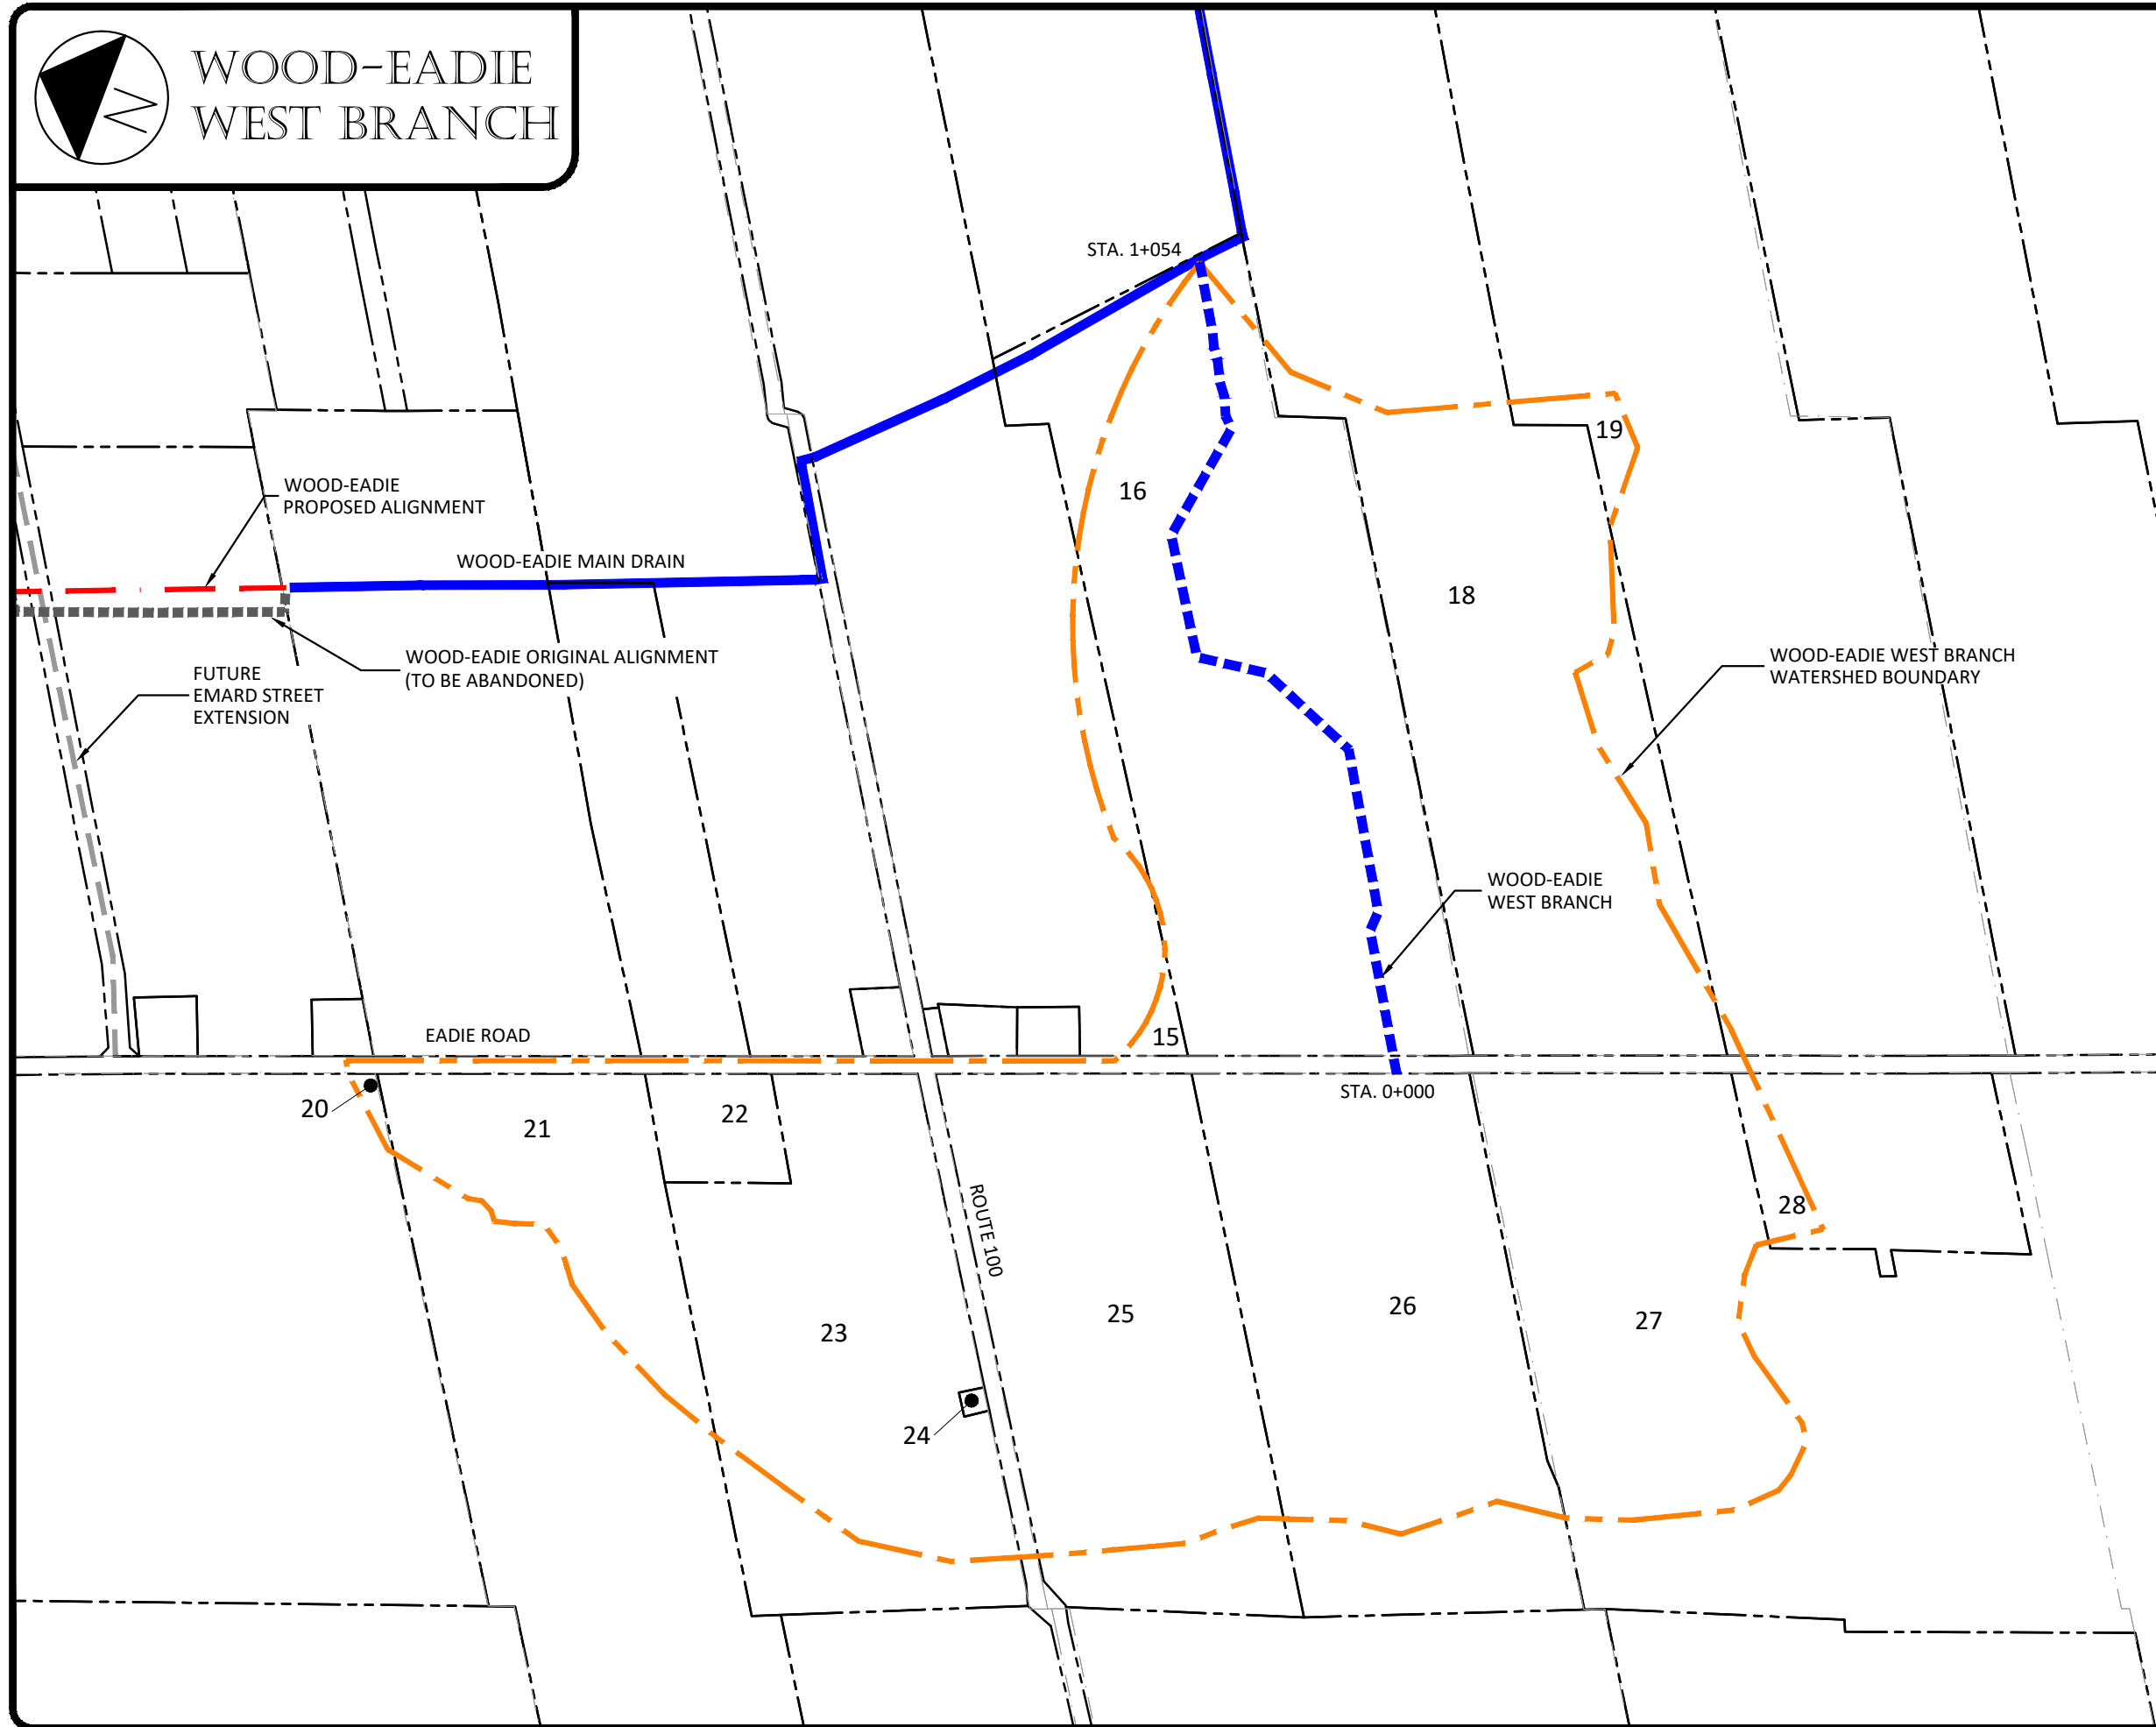 WOOD-EADIE
WEST BRANCH
N
STA. 1+054
19
16
WOOD-EADIE
PROPOSED ALIGNMENT
WOOD-EADIE MAIN DRAIN
18
WOOD-EADIE ORIGINAL ALIGNMENT
(TO BE ABANDONED)
WOOD-EADIE WEST BRANCH
WATERSHED BOUNDARY
FUTURE
EMARD STREET
EXTENSION
WOOD-EADIE
WEST BRANCH
EADIE ROAD
15
STA. 0+000
20
21
22
28
ROUTE 100
23
25
26
27
24